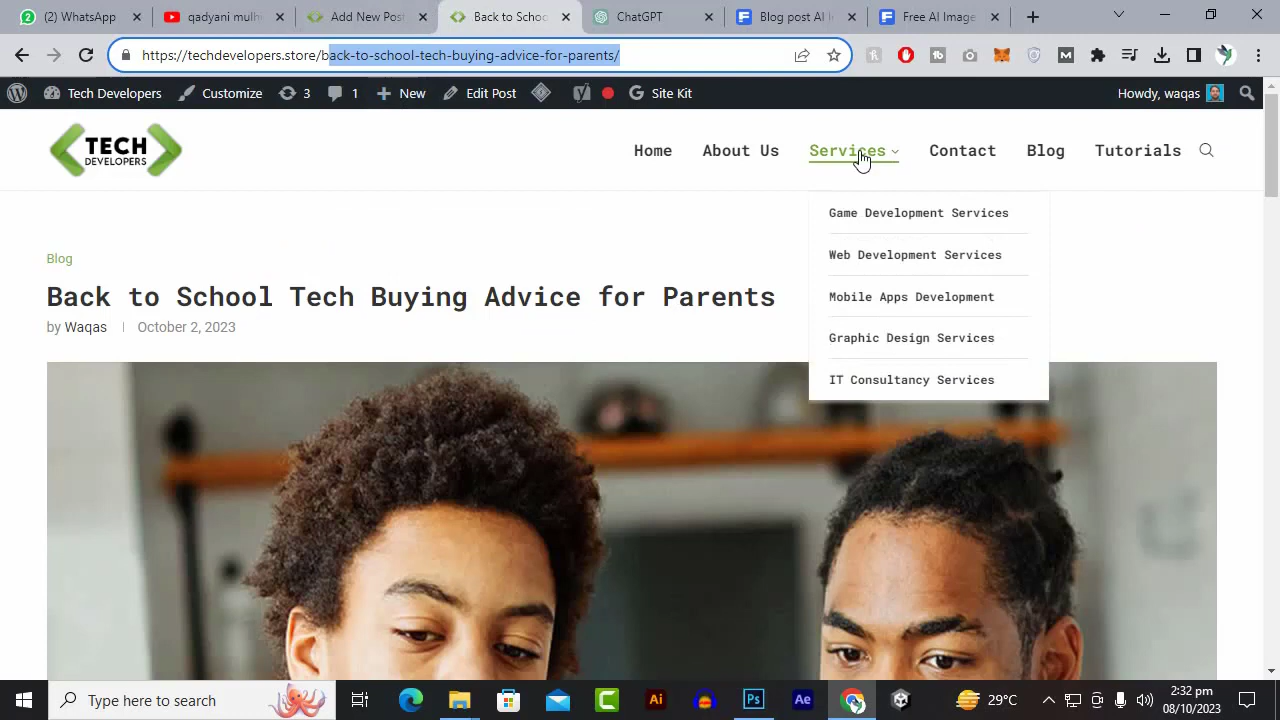 (2) WhatsApp
qadyani mulh
Add New Post
Back to Schoo
ChatGPT
Blog post AI I
Free AI Image
https://techdevelopers.store/back-to-school-tech-buying-advice-for-parents/
Tech Developers
Customize
3
1
New
Edit Post
Site Kit
Howdy, waqas
TECH
DEVELOPERS
Home
About Us
Services
Contact
Blog
Tutorials
Game Development Services
Web Development Services
Mobile Apps Development
Graphic Design Services
IT Consultancy Services
Blog
Back to School Tech Buying Advice for Parents
by Waqas
October 2, 2023
Type here to search
Ai
Ps
Ae
29°C
08/10/2023